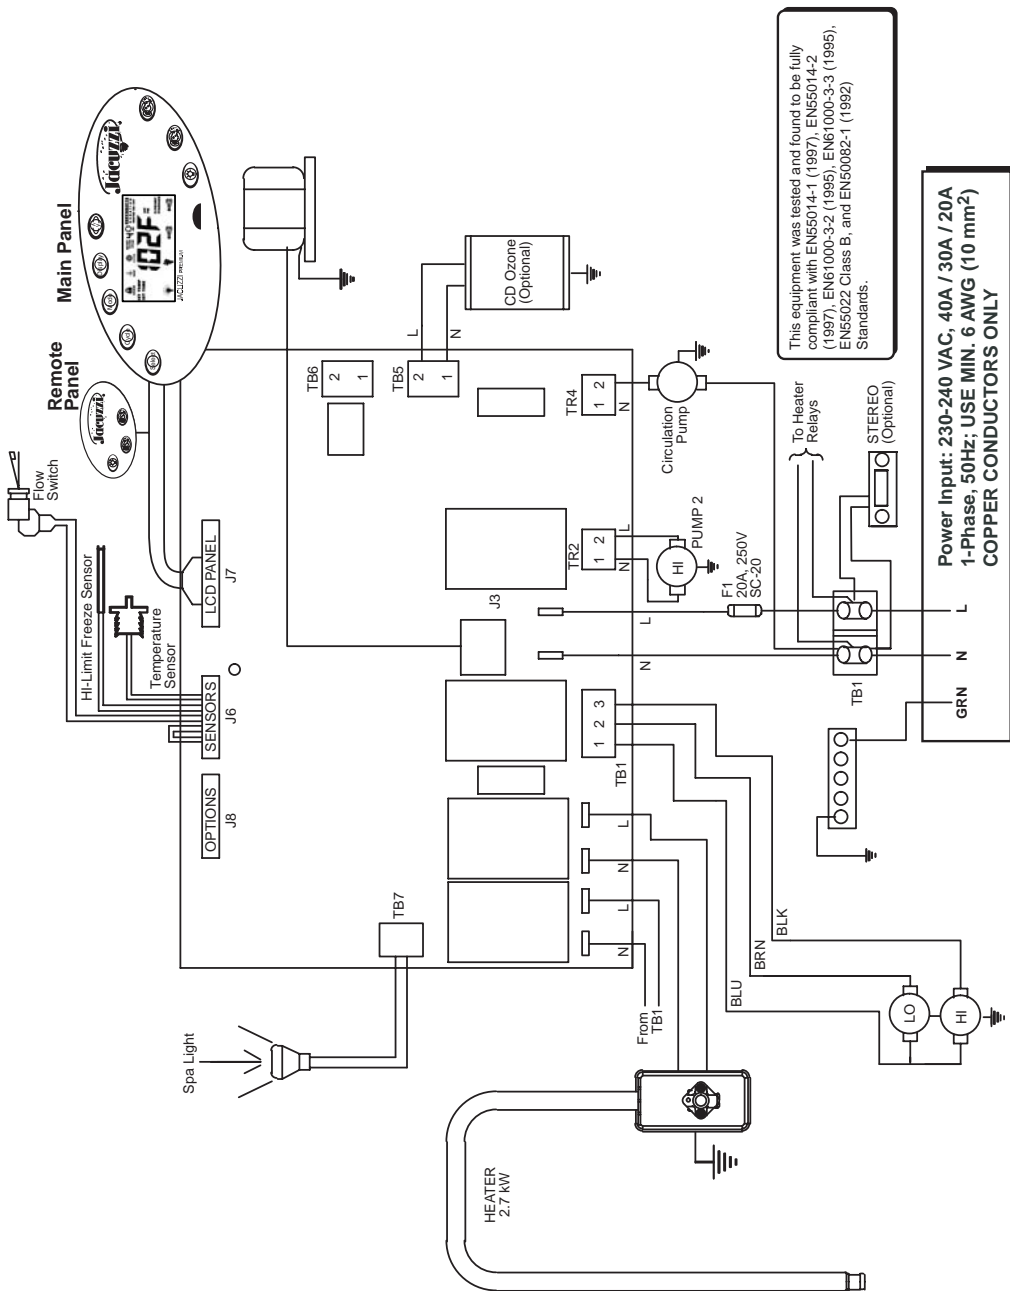 Main Panel
Remote
Panel
Jacuzzi
Jacuzzi
102F
JACUZZI PREMIUM
Flow
Switch
HI-Limit Freeze Sensor
Temperature
Sensor
LCD PANEL
J7
SENSORS
J6
OPTIONS
J8
TB6
2
1
TB5
2
1
L
N
CD Ozone
(Optional)
TR4
1 2
N
Circulation
Pump
TR2
1 2
N
L
HI
PUMP 2
J3
F1
20A, 250V
SC-20
L
N
TB1
1 2 3
N
L
N
L
TB7
Spa Light
From
TB1
BLU
BRN
BLK
LO
HI
HEATER
2.7 kW
To Heater
Relays
STEREO
(Optional)
TB1
GRN
N
L
This equipment was tested and found to be fully
compliant with EN55014-1 (1997), EN55014-2
(1997), EN61000-3-2 (1995), EN61000-3-3 (1995),
EN55022 Class B, and EN50082-1 (1992)
Standards.
Power Input: 230-240 VAC, 40A / 30A / 20A
1-Phase, 50Hz; USE MIN. 6 AWG (10 mm²)
COPPER CONDUCTORS ONLY